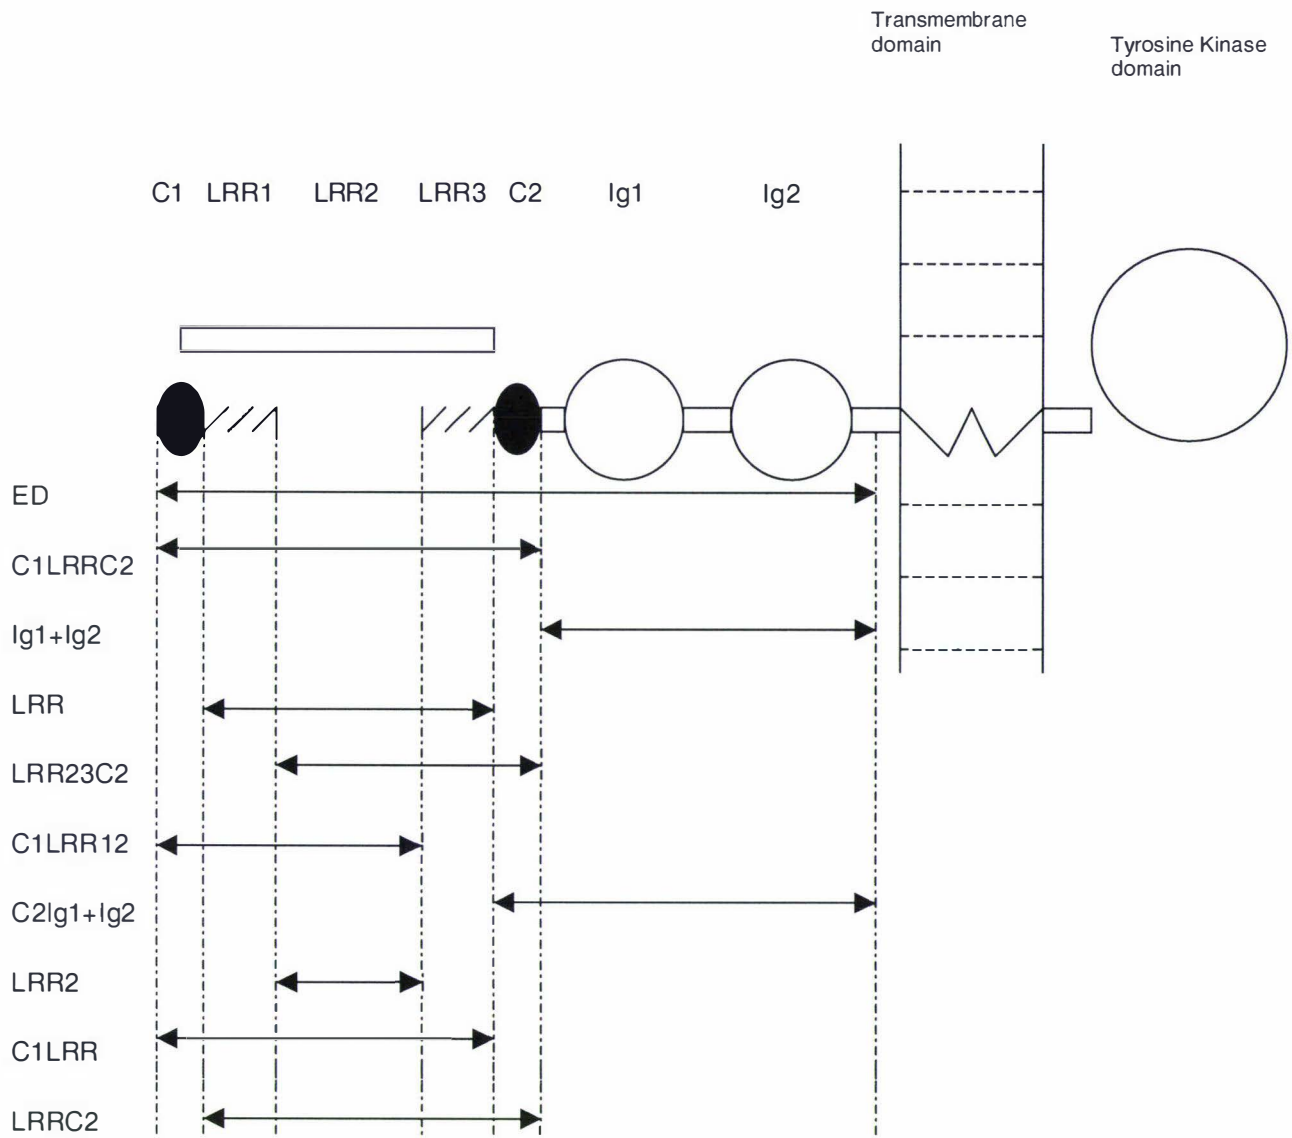 Transmembrane
domain
Tyrosine Kinase
domain
C1 LRR1 LRR2 LRR3 C2 Ig1 Ig2
ED
C1LRRC2
Ig1+Ig2
LRR
LRR23C2
C1LRR12
C2Ig1+Ig2
LRR2
C1LRR
LRRC2